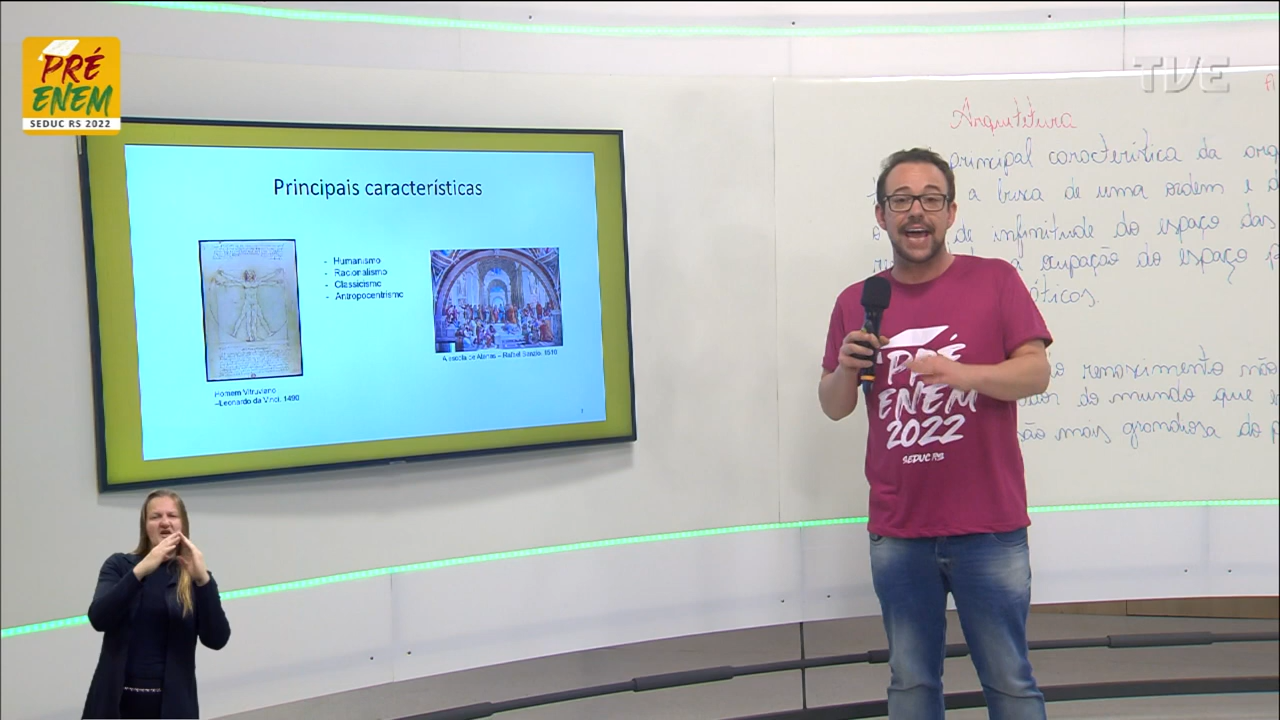 PRÉ
ENEM
SEDUC RS 2022
TVE
Principais características
- Humanismo
- Racionalismo
- Classicismo
- Antropocentrismo
Homem Vitruviano
–Leonardo da Vinci, 1490
A escola de Atenas – Rafael Sanzio, 1510
1
Arquitetura
principal característica da
a busca de uma ordem e
o de infinitude do espaço das
a ocupação do espaço
renascimento não
do mundo que
mais grandiosa do
PRÉ
ENEM
2022
SEDUC RS